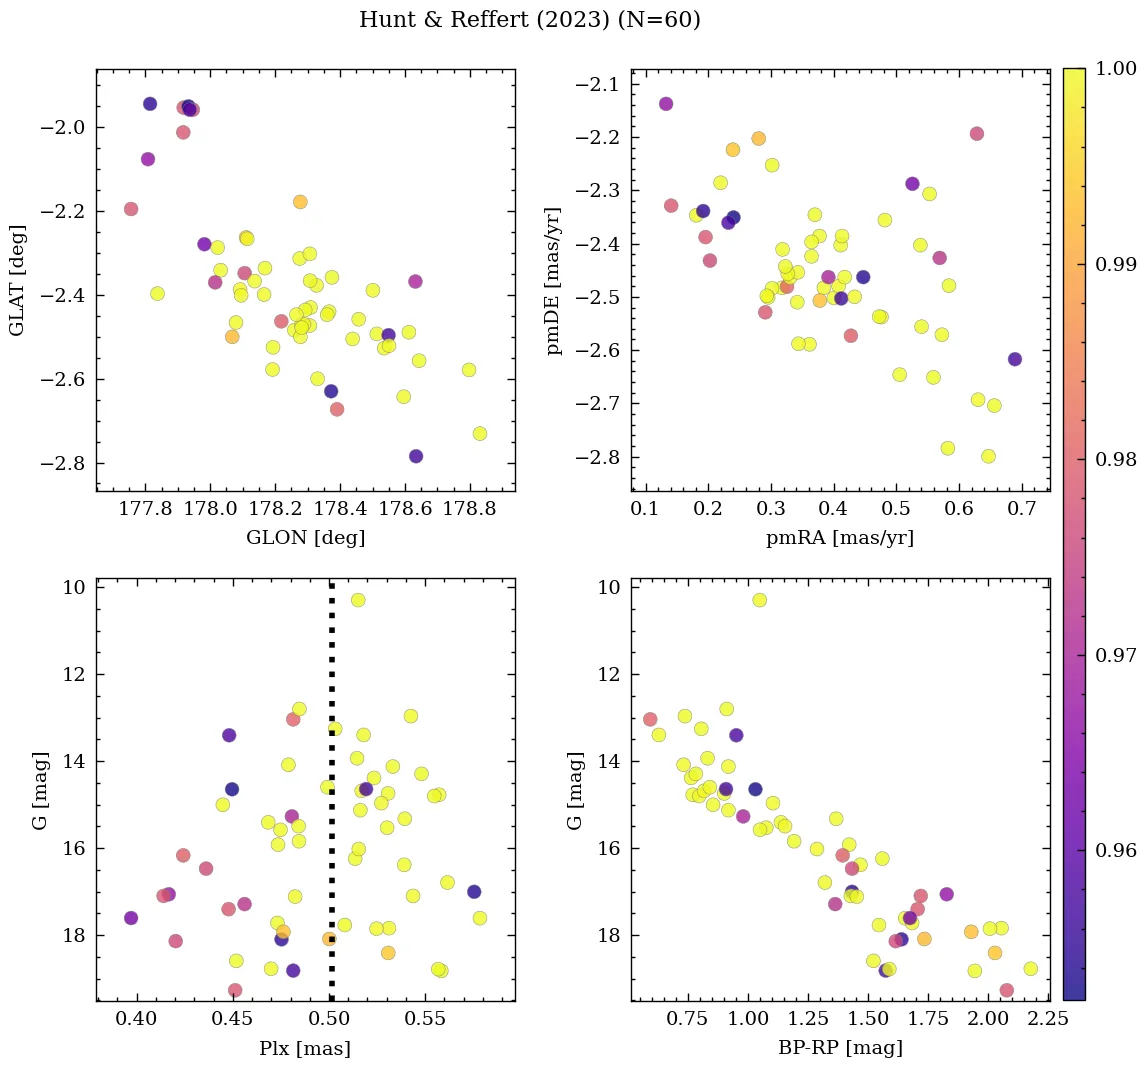 Hunt & Reffert (2023) (N=60)
−2.0
−2.2
−2.4
−2.6
−2.8
GLAT [deg]
177.8 178.0 178.2 178.4 178.6 178.8
GLON [deg]
−2.1
−2.2
−2.3
−2.4
−2.5
−2.6
−2.7
−2.8
pmDE [mas/yr]
0.1 0.2 0.3 0.4 0.5 0.6 0.7
pmRA [mas/yr]
1.00
0.99
0.98
0.97
0.96
10
12
14
16
18
G [mag]
0.40 0.45 0.50 0.55
Plx [mas]
10
12
14
16
18
G [mag]
0.75 1.00 1.25 1.50 1.75 2.00 2.25
BP-RP [mag]